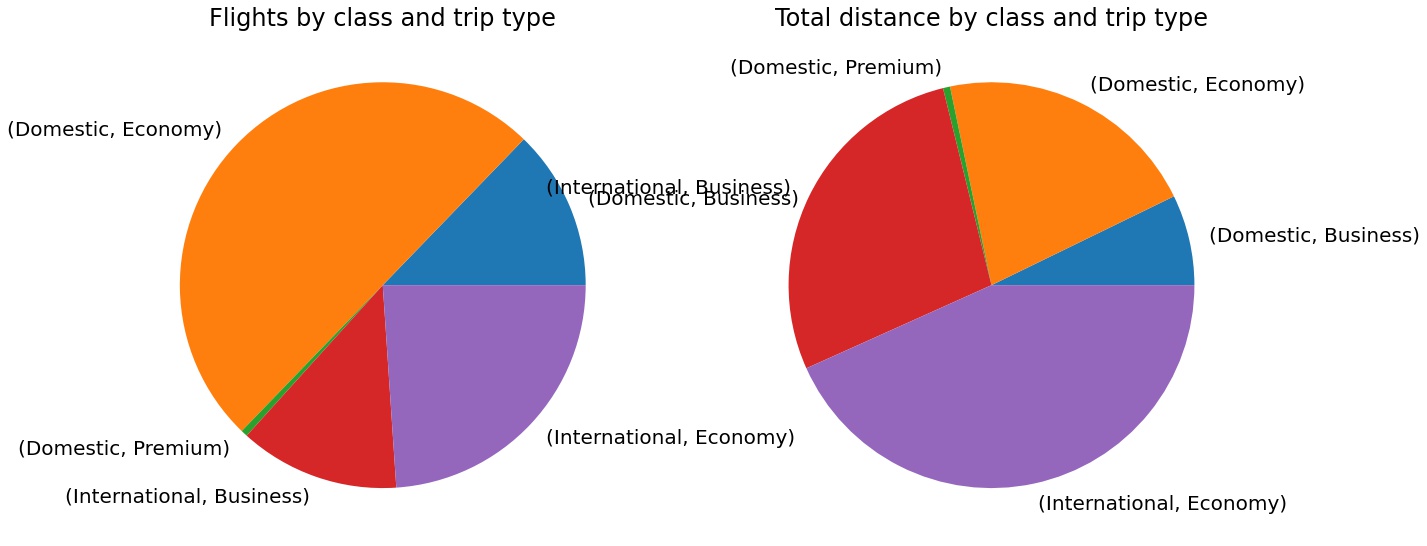 Flights by class and trip type
(Domestic, Economy)
(Domestic, Business)
(Domestic, Premium)
(International, Business)
(International, Economy)
Total distance by class and trip type
(Domestic, Premium)
(Domestic, Economy)
(International, Business)
(Domestic, Business)
(International, Economy)